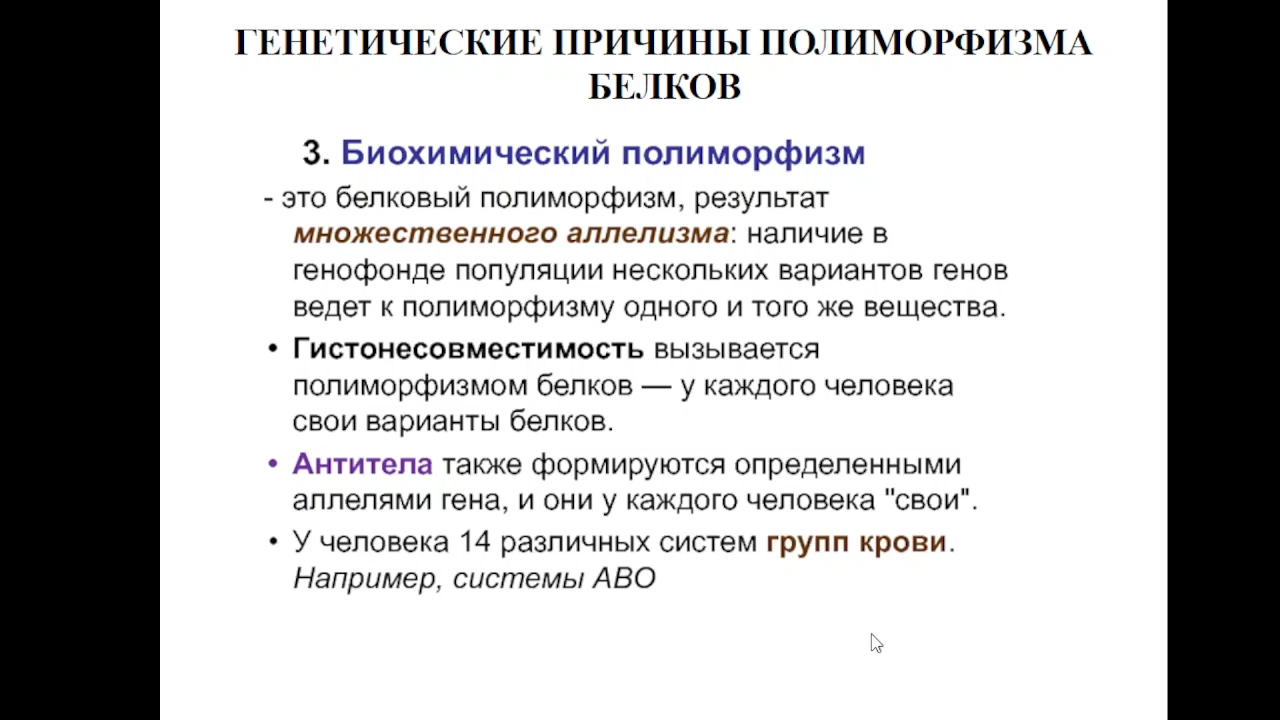 ГЕНЕТИЧЕСКИЕ ПРИЧИНЫ ПОЛИМОРФИЗМА
БЕЛКОВ
3. Биохимический полиморфизм
- это белковый полиморфизм, результат
множественного аллелизма: наличие в
генофонде популяции нескольких вариантов генов
ведет к полиморфизму одного и того же вещества.
• Гистонесовместимость вызывается
полиморфизмом белков — у каждого человека
свои варианты белков.
• Антитела также формируются определенными
аллелями гена, и они у каждого человека "свои".
• У человека 14 различных систем групп крови.
Например, системы АВО